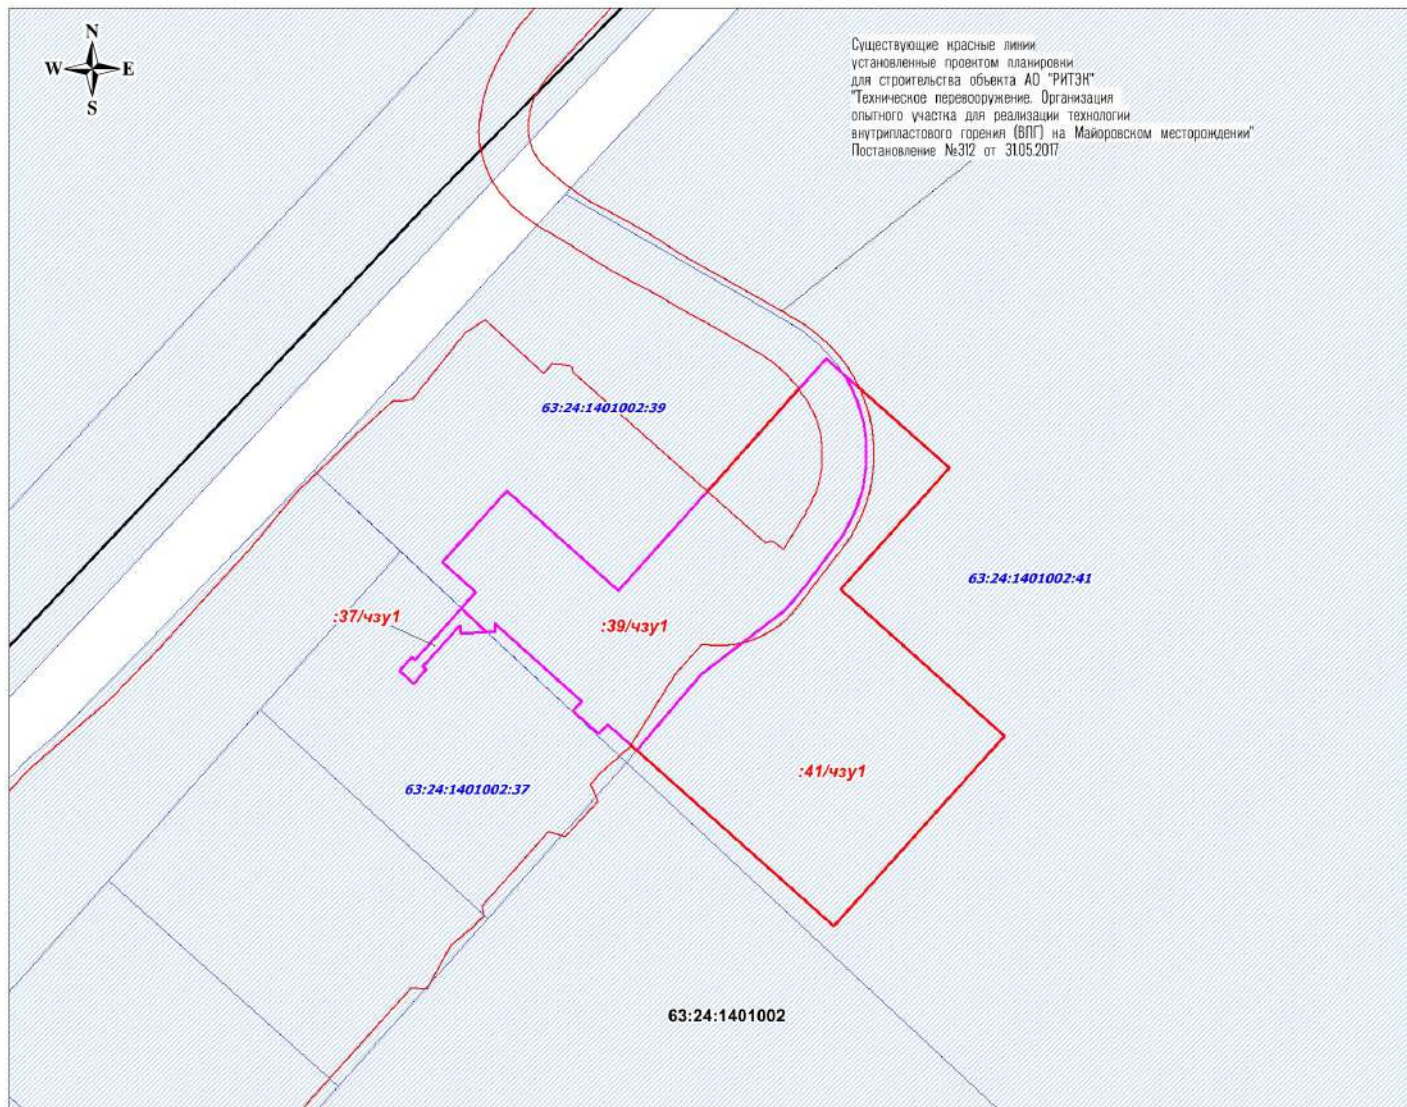 N
W E
S
Существующие красные линии
установленные проектом планировки
для строительства объекта АО "РИТЭК"
"Техническое перевооружение. Организация
опытного участка для реализации технологии
внутрипластового горения (ВПГ) на Майоровском месторождении"
Постановление №312 от 31.05.2017
63:24:1401002:39
63:24:1401002:41
:37/чзу1
:39/чзу1
:41/чзу1
63:24:1401002:37
63:24:1401002